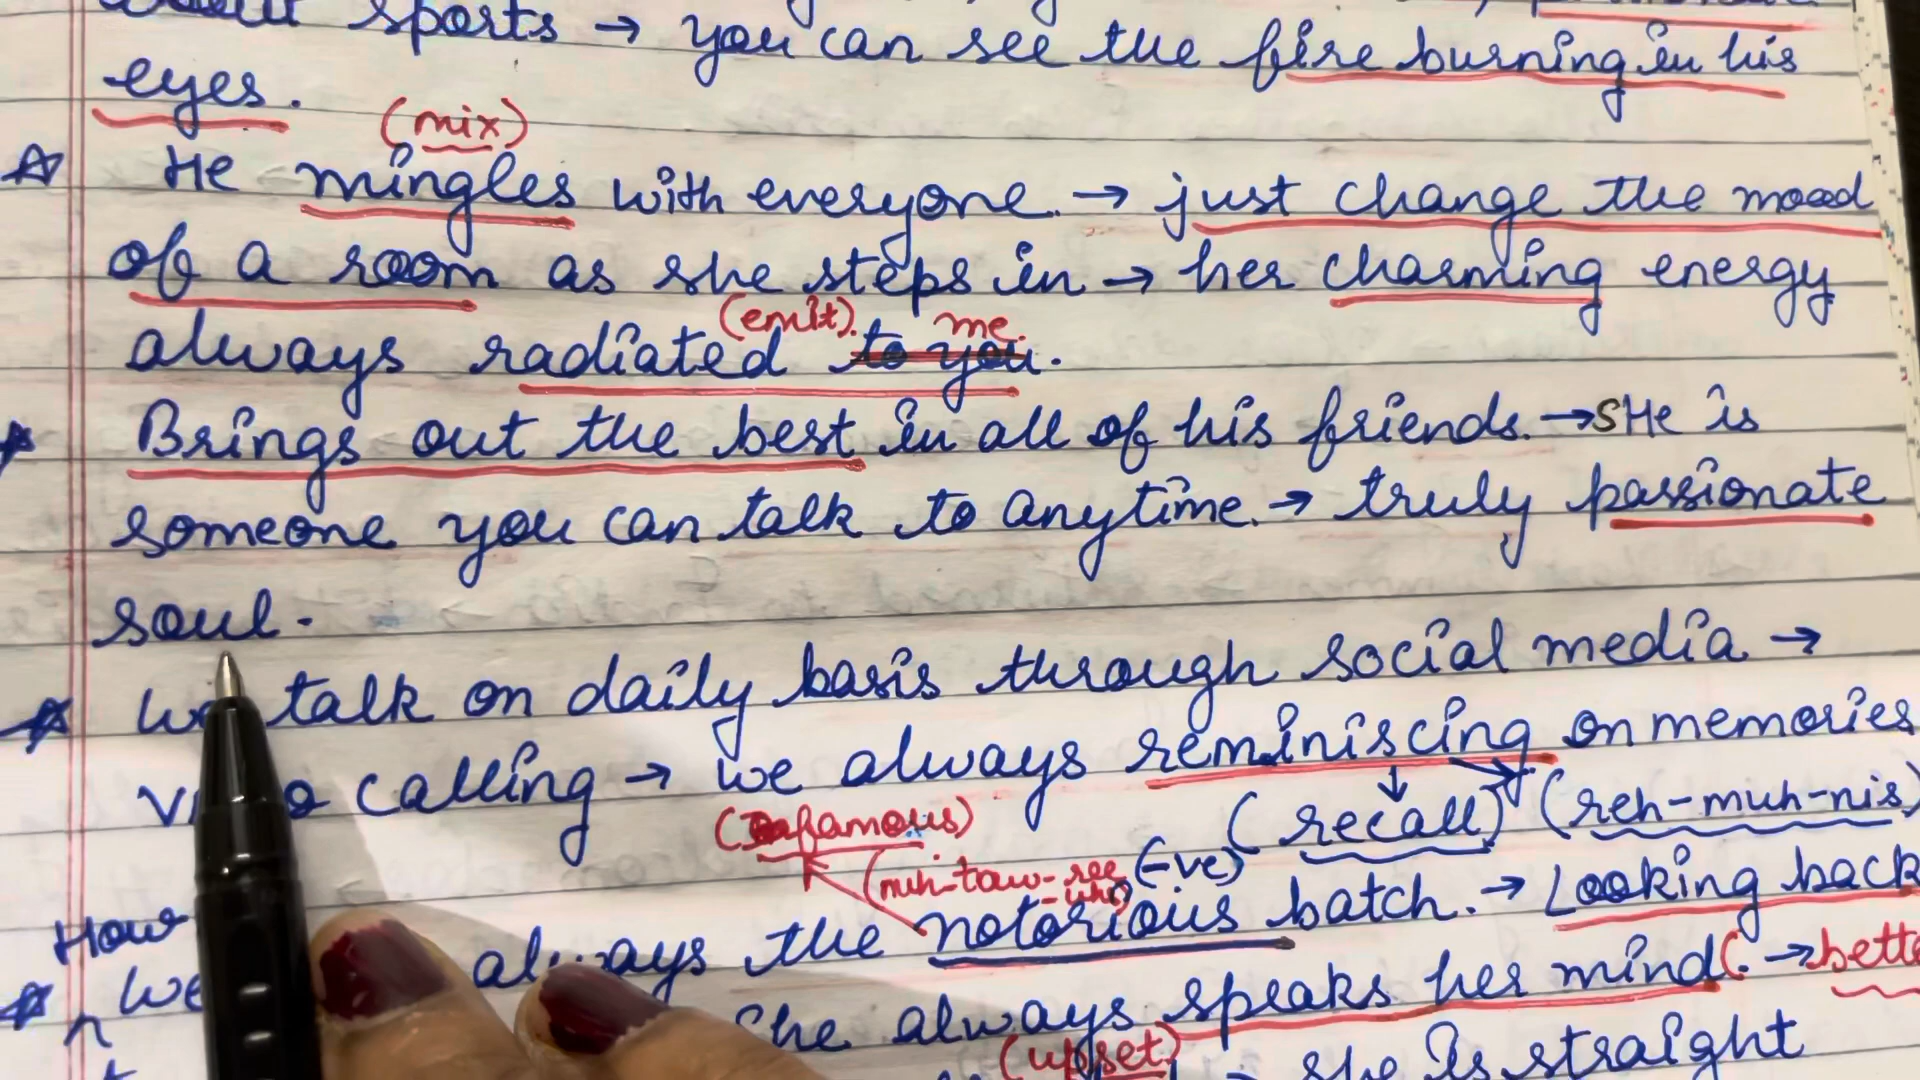 sports → you can see the fire burning in his
eyes.
(mix)
He mingles with everyone. → just change the mood
of a room as she steps in → her charming energy
(emit). me.
always radiated to you.
Brings out the best in all of his friends. → SHe is
someone you can talk to anytime. → truly passionate
soul.
We talk on daily basis through social media →
calling → we always reminiscing on memories
(recall) (reh-muh-nis)
(Infamous)
(nuh-taw-ree (-ve)
always the notorious batch. → Looking back
How
We
She always speaks her mind(. → bette
(upset)
she is straight